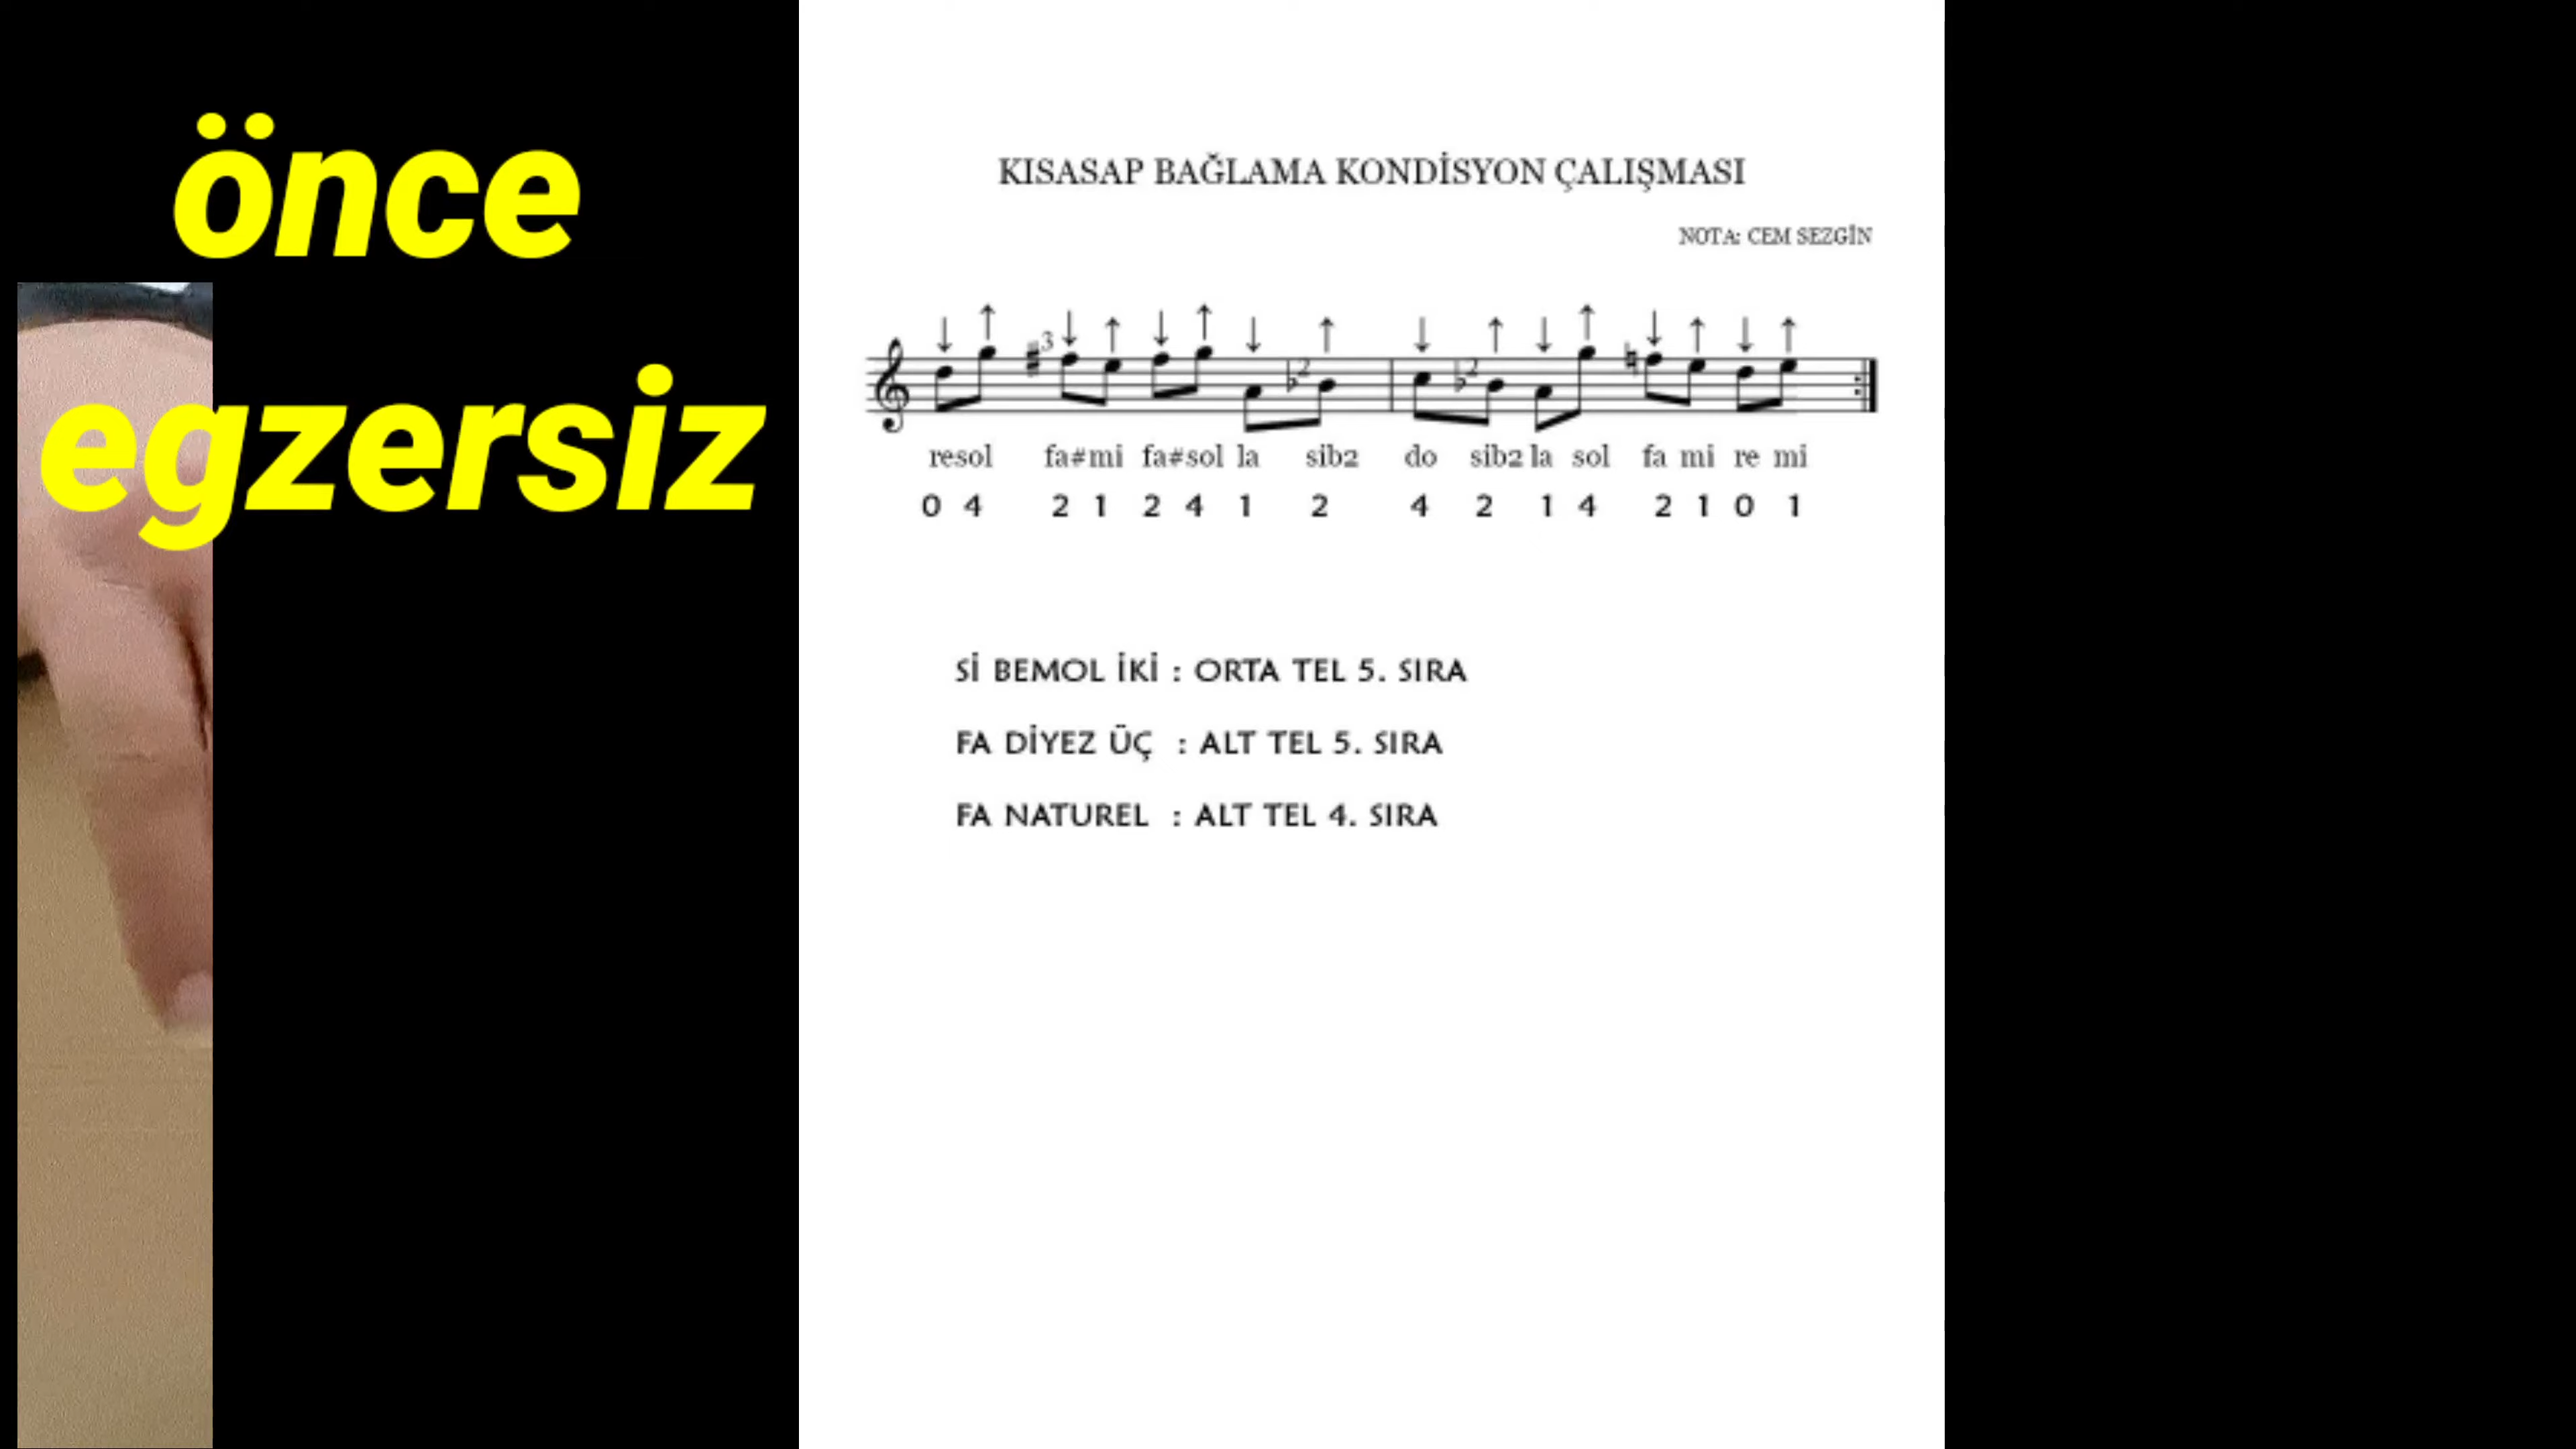 önce
egzersiz
KISASAP BAĞLAMA KONDİSYON ÇALIŞMASI
NOTA: CEM SEZGİN
3 2 2
resol fa#mi fa#sol la sib2 do sib2 la sol fa mi re mi
0 4 2 1 2 4 1 2 4 2 1 4 2 1 0 1
Sİ BEMOL İKİ : ORTA TEL 5. SIRA
FA DİYEZ ÜÇ : ALT TEL 5. SIRA
FA NATUREL : ALT TEL 4. SIRA